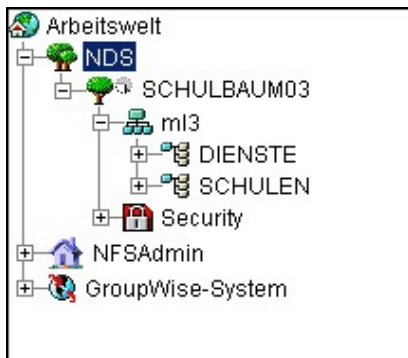 Arbeitswelt
NDS
SCHULBAUM03
ml3
DIENSTE
SCHULEN
Security
NFSAdmin
GroupWise-System